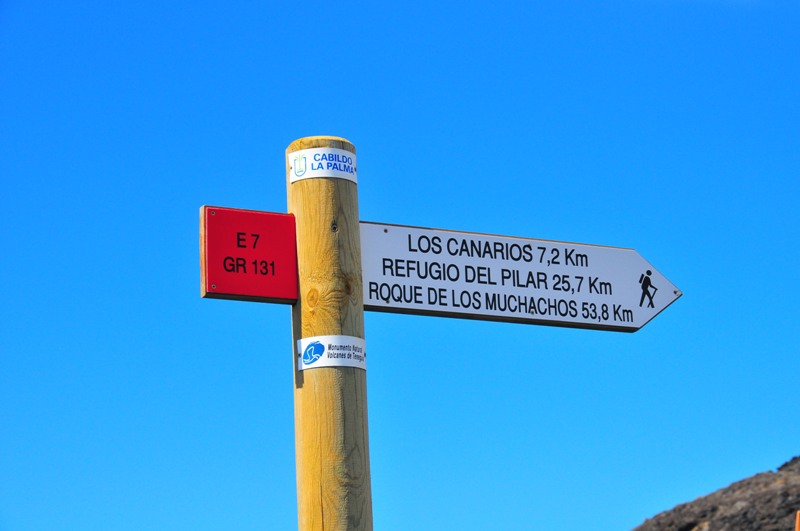 CABILDO
LA PALMA
E 7
GR 131
LOS CANARIOS 7,2 Km
REFUGIO DEL PILAR 25,7 Km
ROQUE DE LOS MUCHACHOS 53,8 Km
Monumento Natural
Volcanes de Teneguía